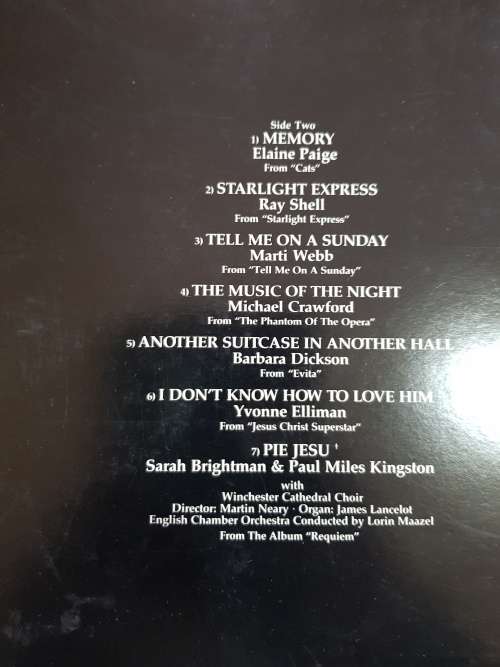 Side Two
1) MEMORY
Elaine Paige
From "Cats"
2) STARLIGHT EXPRESS
Ray Shell
From "Starlight Express"
3) TELL ME ON A SUNDAY
Marti Webb
From "Tell Me On A Sunday"
4) THE MUSIC OF THE NIGHT
Michael Crawford
From "The Phantom Of The Opera"
5) ANOTHER SUITCASE IN ANOTHER HALL
Barbara Dickson
From "Evita"
6) I DON'T KNOW HOW TO LOVE HIM
Yvonne Elliman
From "Jesus Christ Superstar"
7) PIE JESU †
Sarah Brightman & Paul Miles Kingston
with
Winchester Cathedral Choir
Director: Martin Neary · Organ: James Lancelot
English Chamber Orchestra Conducted by Lorin Maazel
From The Album "Requiem"